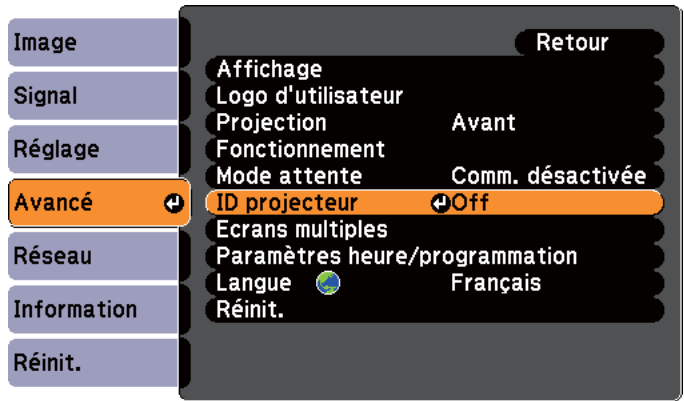 Image
Signal
Réglage
Avancé
Réseau
Information
Réinit.
Retour
Affichage
Logo d'utilisateur
Projection Avant
Fonctionnement
Mode attente Comm. désactivée
ID projecteur Off
Ecrans multiples
Paramètres heure/programmation
Langue Français
Réinit.